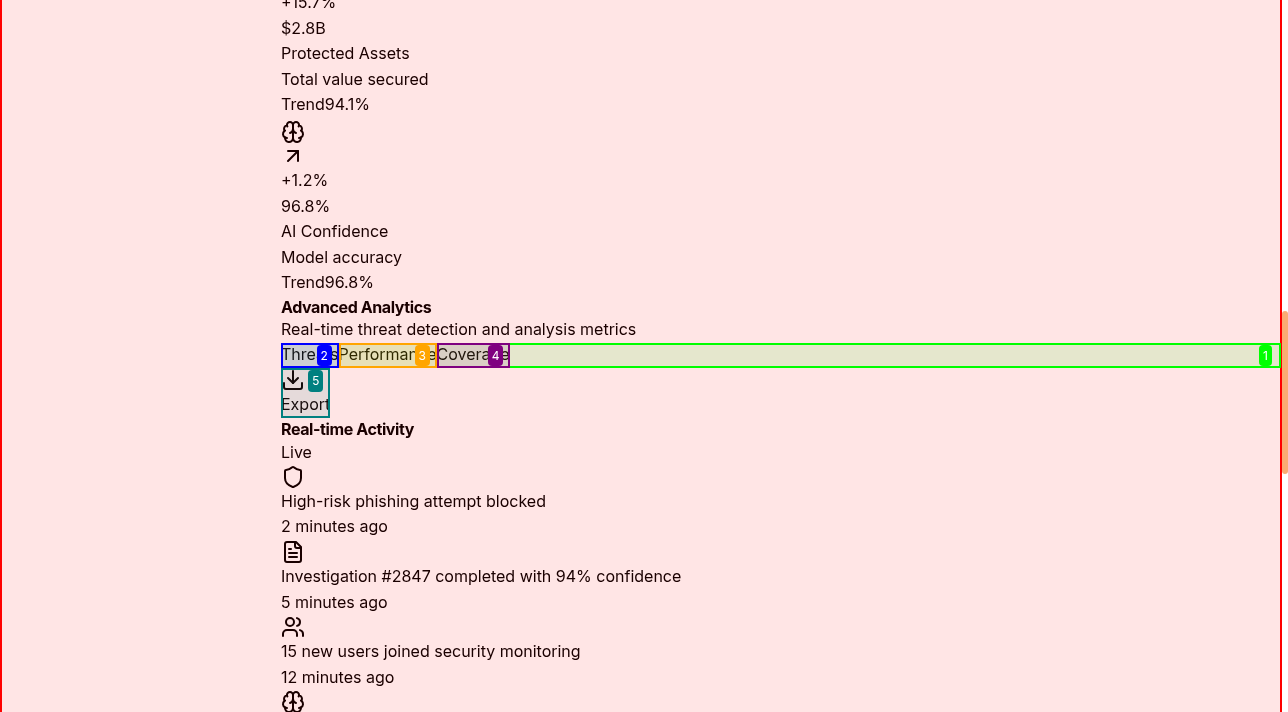 +15.7%
$2.8B
Protected Assets
Total value secured
Trend94.1%
+1.2%
96.8%
AI Confidence
Model accuracy
Trend96.8%
Advanced Analytics
Real-time threat detection and analysis metrics
Threats 2 Performance 3 Coverage 4 1
5
Export
Real-time Activity
Live
High-risk phishing attempt blocked
2 minutes ago
Investigation #2847 completed with 94% confidence
5 minutes ago
15 new users joined security monitoring
12 minutes ago